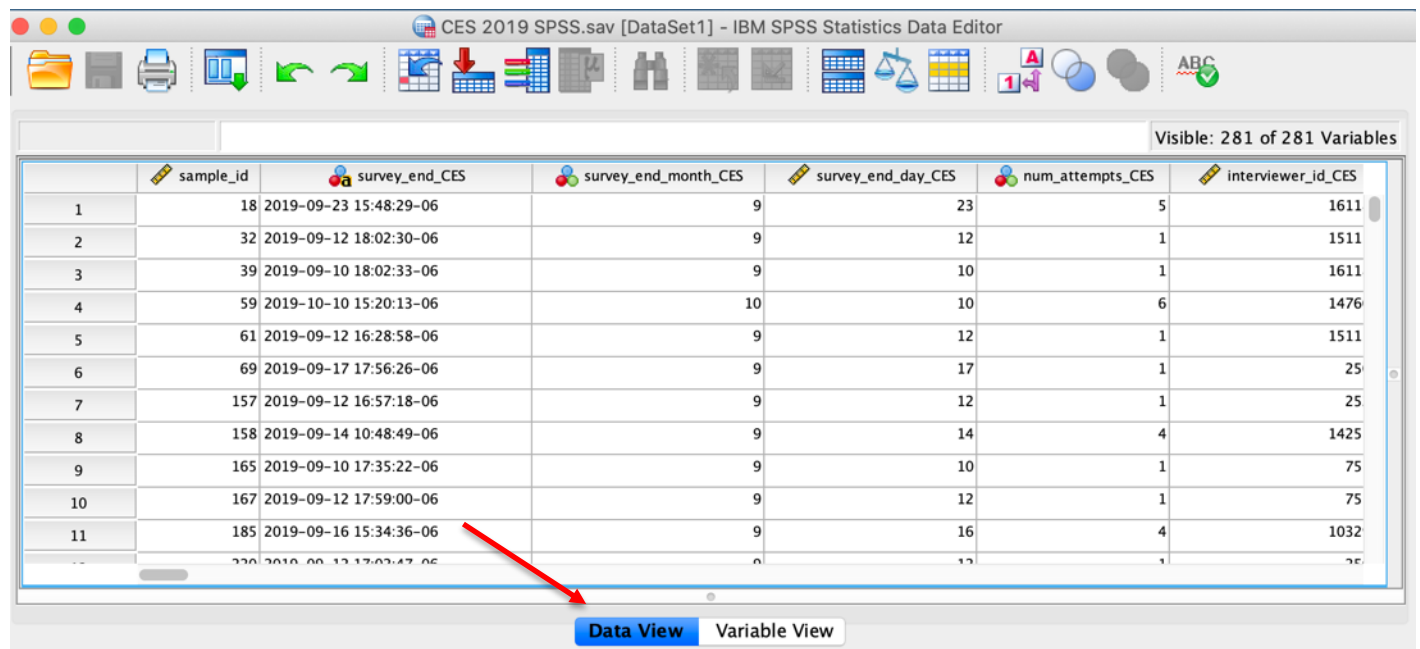 CES 2019 SPSS.sav [DataSet1] - IBM SPSS Statistics Data Editor
A
1
ABC
μ
a
Visible: 281 of 281 Variables
sample_id survey_end_CES survey_end_month_CES survey_end_day_CES num_attempts_CES interviewer_id_CES
1 18 2019-09-23 15:48:29-06 9 23 5 1611
2 32 2019-09-12 18:02:30-06 9 12 1 1511
3 39 2019-09-10 18:02:33-06 9 10 1 1611
4 59 2019-10-10 15:20:13-06 10 10 6 1476
5 61 2019-09-12 16:28:58-06 9 12 1 1511
6 69 2019-09-17 17:56:26-06 9 17 1 25
7 157 2019-09-12 16:57:18-06 9 12 1 25
8 158 2019-09-14 10:48:49-06 9 14 4 1425
9 165 2019-09-10 17:35:22-06 9 10 1 75
10 167 2019-09-12 17:59:00-06 9 12 1 75
11 185 2019-09-16 15:34:36-06 9 16 4 1032
Data View Variable View